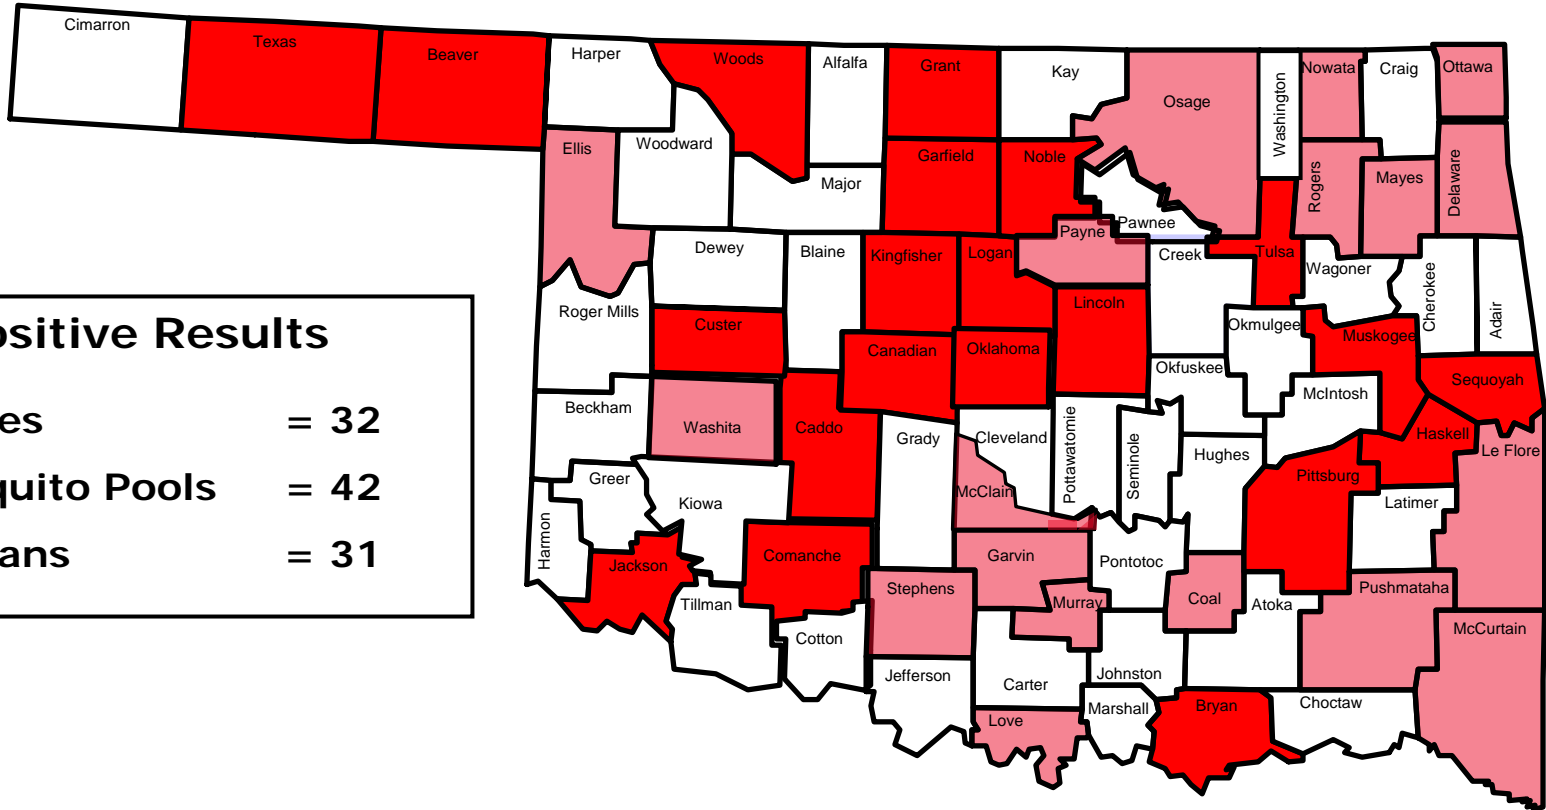 Cimarron
Texas
Beaver
Harper
Woods
Alfalfa
Grant
Kay
Osage
Washington
Nowata
Craig
Ottawa
Ellis
Woodward
Major
Garfield
Noble
Pawnee
Rogers
Mayes
Delaware
Dewey
Blaine
Kingfisher
Logan
Payne
Creek
Tulsa
Wagoner
Cherokee
Adair
Roger Mills
Custer
Canadian
Oklahoma
Lincoln
Okmulgee
Muskogee
Okfuskee
McIntosh
Sequoyah
Beckham
Washita
Caddo
Grady
Cleveland
Pottawatomie
Seminole
Hughes
Haskell
Le Flore
Pittsburg
Latimer
Greer
Kiowa
McClain
Harmon
Jackson
Comanche
Garvin
Pontotoc
Tillman
Stephens
Murray
Coal
Atoka
Pushmataha
McCurtain
Cotton
Jefferson
Carter
Johnston
Love
Marshall
Bryan
Choctaw
ositive Results
es = 32
quito Pools = 42
ans = 31